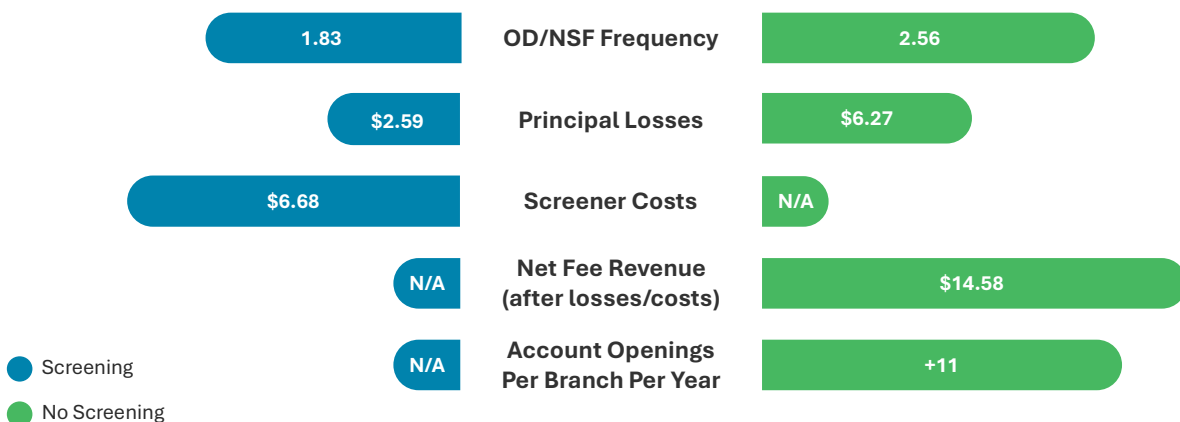 1.83 OD/NSF Frequency 2.56
$2.59 Principal Losses $6.27
$6.68 Screener Costs N/A
N/A Net Fee Revenue
(after losses/costs) $14.58
N/A Account Openings
Per Branch Per Year +11
Screening
No Screening